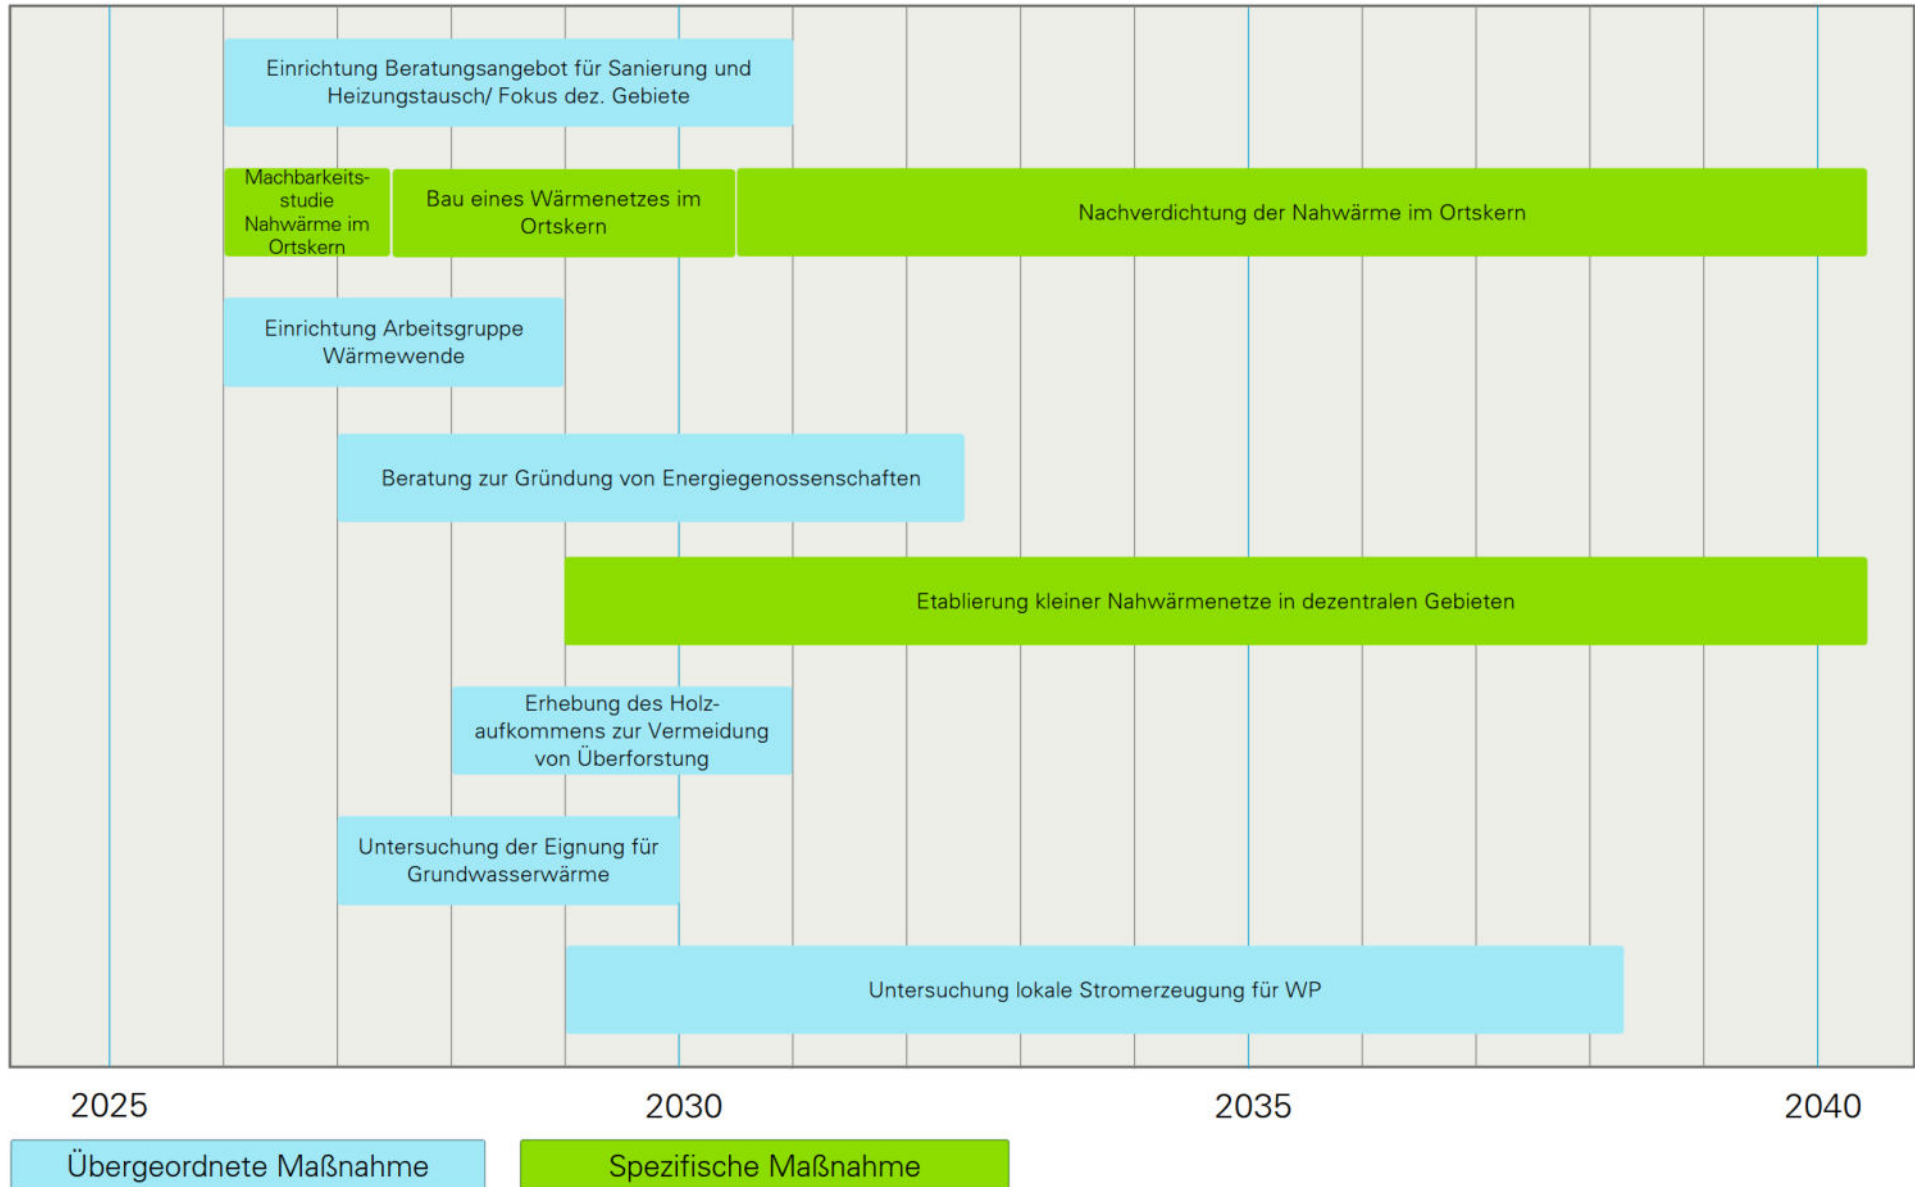 Einrichtung Beratungsangebot für Sanierung und
Heizungstausch/ Fokus dez. Gebiete
Machbarkeits-
studie
Nahwärme im
Ortskern
Bau eines Wärmenetzes im
Ortskern
Nachverdichtung der Nahwärme im Ortskern
Einrichtung Arbeitsgruppe
Wärmewende
Beratung zur Gründung von Energiegenossenschaften
Etablierung kleiner Nahwärmenetze in dezentralen Gebieten
Erhebung des Holz-
aufkommens zur Vermeidung
von Überforstung
Untersuchung der Eignung für
Grundwasserwärme
Untersuchung lokale Stromerzeugung für WP
2025
2030
2035
2040
Übergeordnete Maßnahme
Spezifische Maßnahme